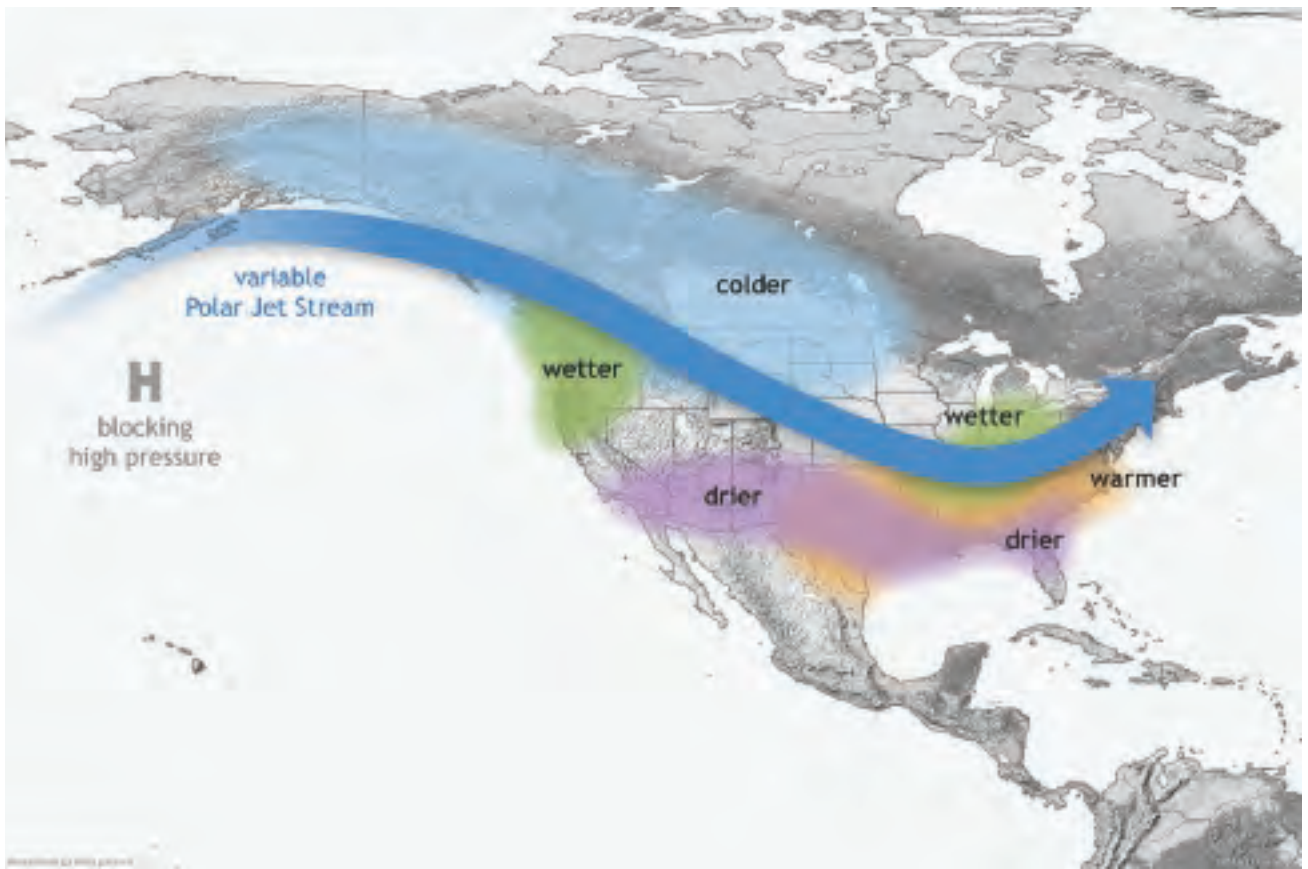 colder
variable
Polar Jet Stream
H
blocking
high pressure
wetter
wetter
warmer
drier
drier